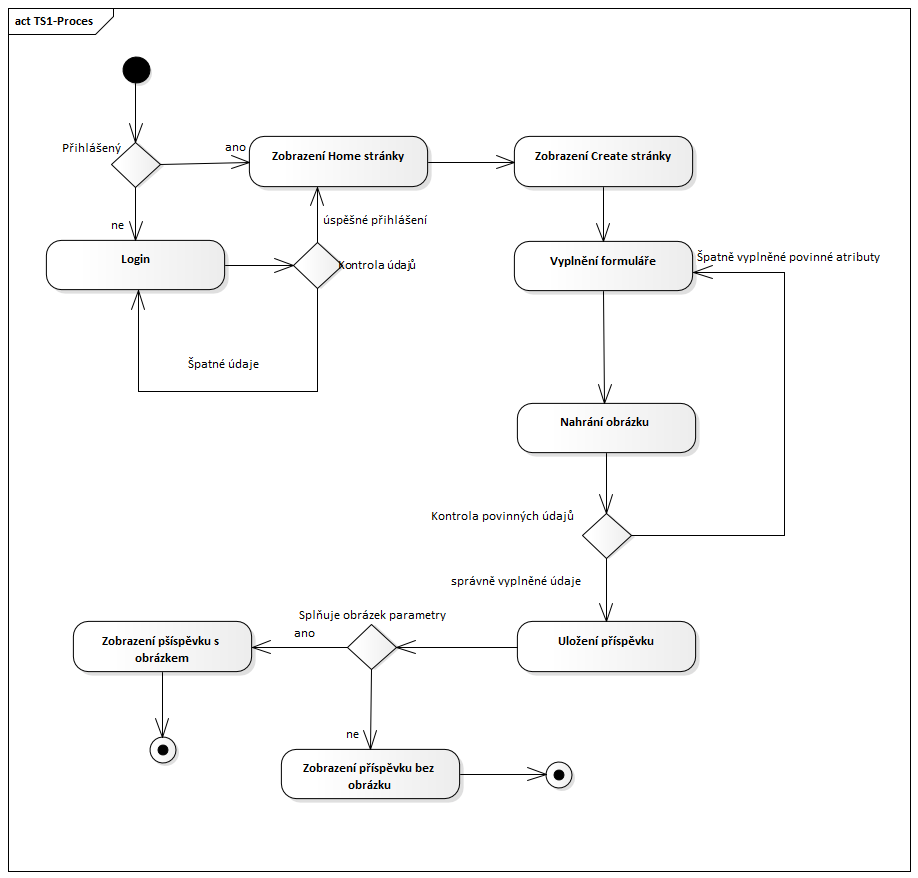 act TS1-Proces
Přihlášený
ano
Zobrazení Home stránky
Zobrazení Create stránky
ne
úspěšné přihlášení
Login
Kontrola údajů
Vyplnění formuláře
Špatně vyplněné povinné atributy
Špatné údaje
Nahrání obrázku
Kontrola povinných údajů
správně vyplněné údaje
Splňuje obrázek parametry
ano
Zobrazení pšíspěvku s
obrázkem
Uložení příspěvku
ne
Zobrazení příspěvku bez
obrázku